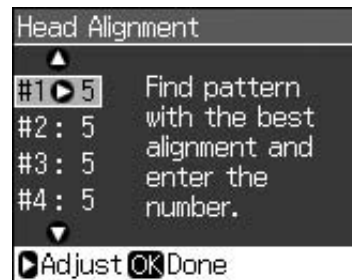 Head Alignment
#1 5
#2: 5
#3: 5
#4: 5
Find pattern
with the best
alignment and
enter the
number.
Adjust OK Done